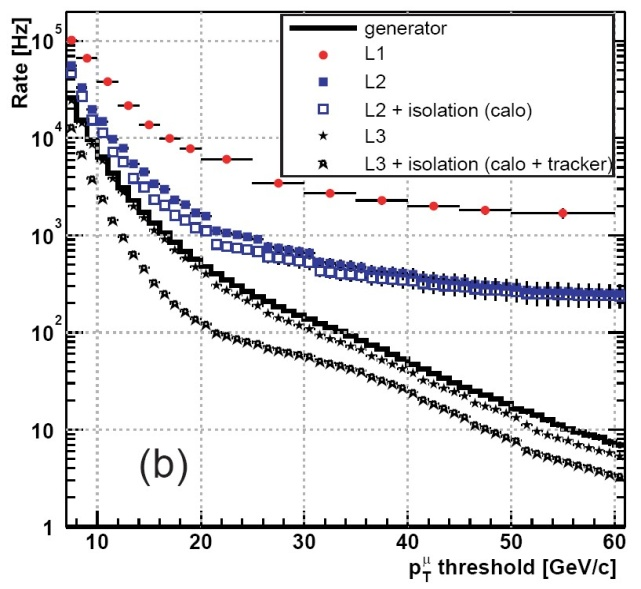 Rate [Hz]
10^5
10^4
10^3
10^2
10
1
generator
L1
L2
L2 + isolation (calo)
L3
L3 + isolation (calo + tracker)
(b)
10 20 30 40 50 60
p_T^μ threshold [GeV/c]